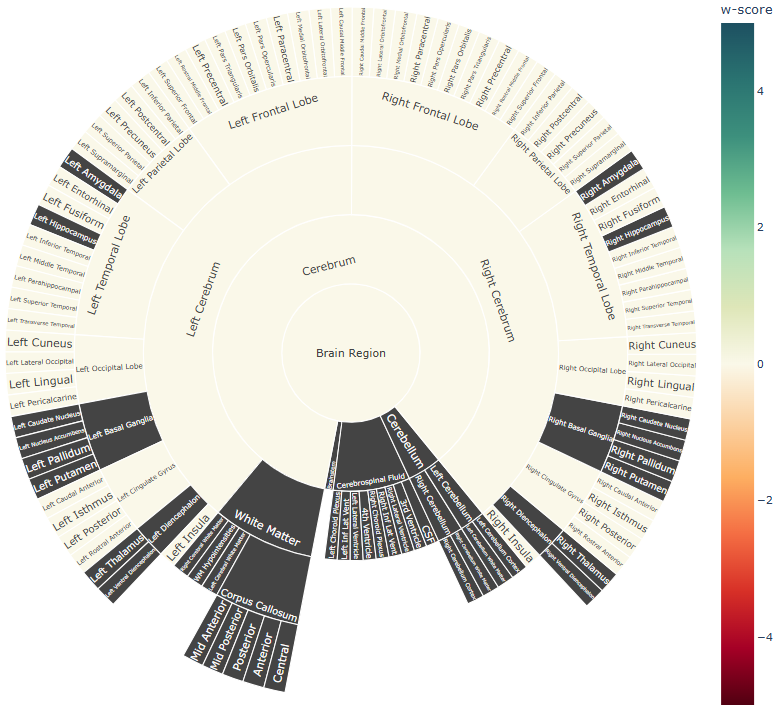 w-score
4
2
0
−2
−4
Brain Region
Cerebrum
Left Cerebrum
Right Cerebrum
Left Frontal Lobe
Left Caudal Middle Frontal
Left Lateral Orbitofrontal
Left Medial Orbitofrontal
Left Paracentral
Left Pars Opercularis
Left Pars Orbitalis
Left Pars Triangularis
Left Precentral
Left Rostral Middle Frontal
Left Superior Frontal
Left Parietal Lobe
Left Inferior Parietal
Left Postcentral
Left Precuneus
Left Superior Parietal
Left Supramarginal
Left Temporal Lobe
Left Amygdala
Left Entorhinal
Left Fusiform
Left Hippocampus
Left Inferior Temporal
Left Middle Temporal
Left Parahippocampal
Left Superior Temporal
Left Transverse Temporal
Left Occipital Lobe
Left Cuneus
Left Lateral Occipital
Left Lingual
Left Pericalcarine
Left Basal Ganglia
Left Caudate Nucleus
Left Nucleus Accumbens
Left Pallidum
Left Putamen
Left Cingulate Gyrus
Left Caudal Anterior
Left Isthmus
Left Posterior
Left Rostral Anterior
Left Diencephalon
Left Thalamus
Left Ventral Diencephalon
Left Insula
Right Frontal Lobe
Right Caudal Middle Frontal
Right Lateral Orbitofrontal
Right Medial Orbitofrontal
Right Paracentral
Right Pars Opercularis
Right Pars Orbitalis
Right Pars Triangularis
Right Precentral
Right Rostral Middle Frontal
Right Superior Frontal
Right Parietal Lobe
Right Inferior Parietal
Right Postcentral
Right Precuneus
Right Superior Parietal
Right Supramarginal
Right Temporal Lobe
Right Amygdala
Right Entorhinal
Right Fusiform
Right Hippocampus
Right Inferior Temporal
Right Middle Temporal
Right Parahippocampal
Right Superior Temporal
Right Transverse Temporal
Right Occipital Lobe
Right Cuneus
Right Lateral Occipital
Right Lingual
Right Pericalcarine
Right Basal Ganglia
Right Caudate Nucleus
Right Nucleus Accumbens
Right Pallidum
Right Putamen
Right Cingulate Gyrus
Right Caudal Anterior
Right Isthmus
Right Posterior
Right Rostral Anterior
Right Diencephalon
Right Thalamus
Right Ventral Diencephalon
Right Insula
White Matter
Right Cerebral White Matter
WM Hypointensities
Left Cerebral White Matter
Corpus Callosum
Mid Anterior
Mid Posterior
Posterior
Anterior
Central
Brainstem
Cerebrospinal Fluid
Left Choroid Plexus
Left Inf Lat Vent
Left Lateral Ventricle
4th Ventricle
Right Choroid Plexus
Right Inf Lat Vent
Right Lateral Ventricle
3rd Ventricle
CSF
Cerebellum
Right Cerebellum
Right Cerebellum Cortex
Right Cerebellum White Matter
Left Cerebellum
Left Cerebellum White Matter
Left Cerebellum Cortex